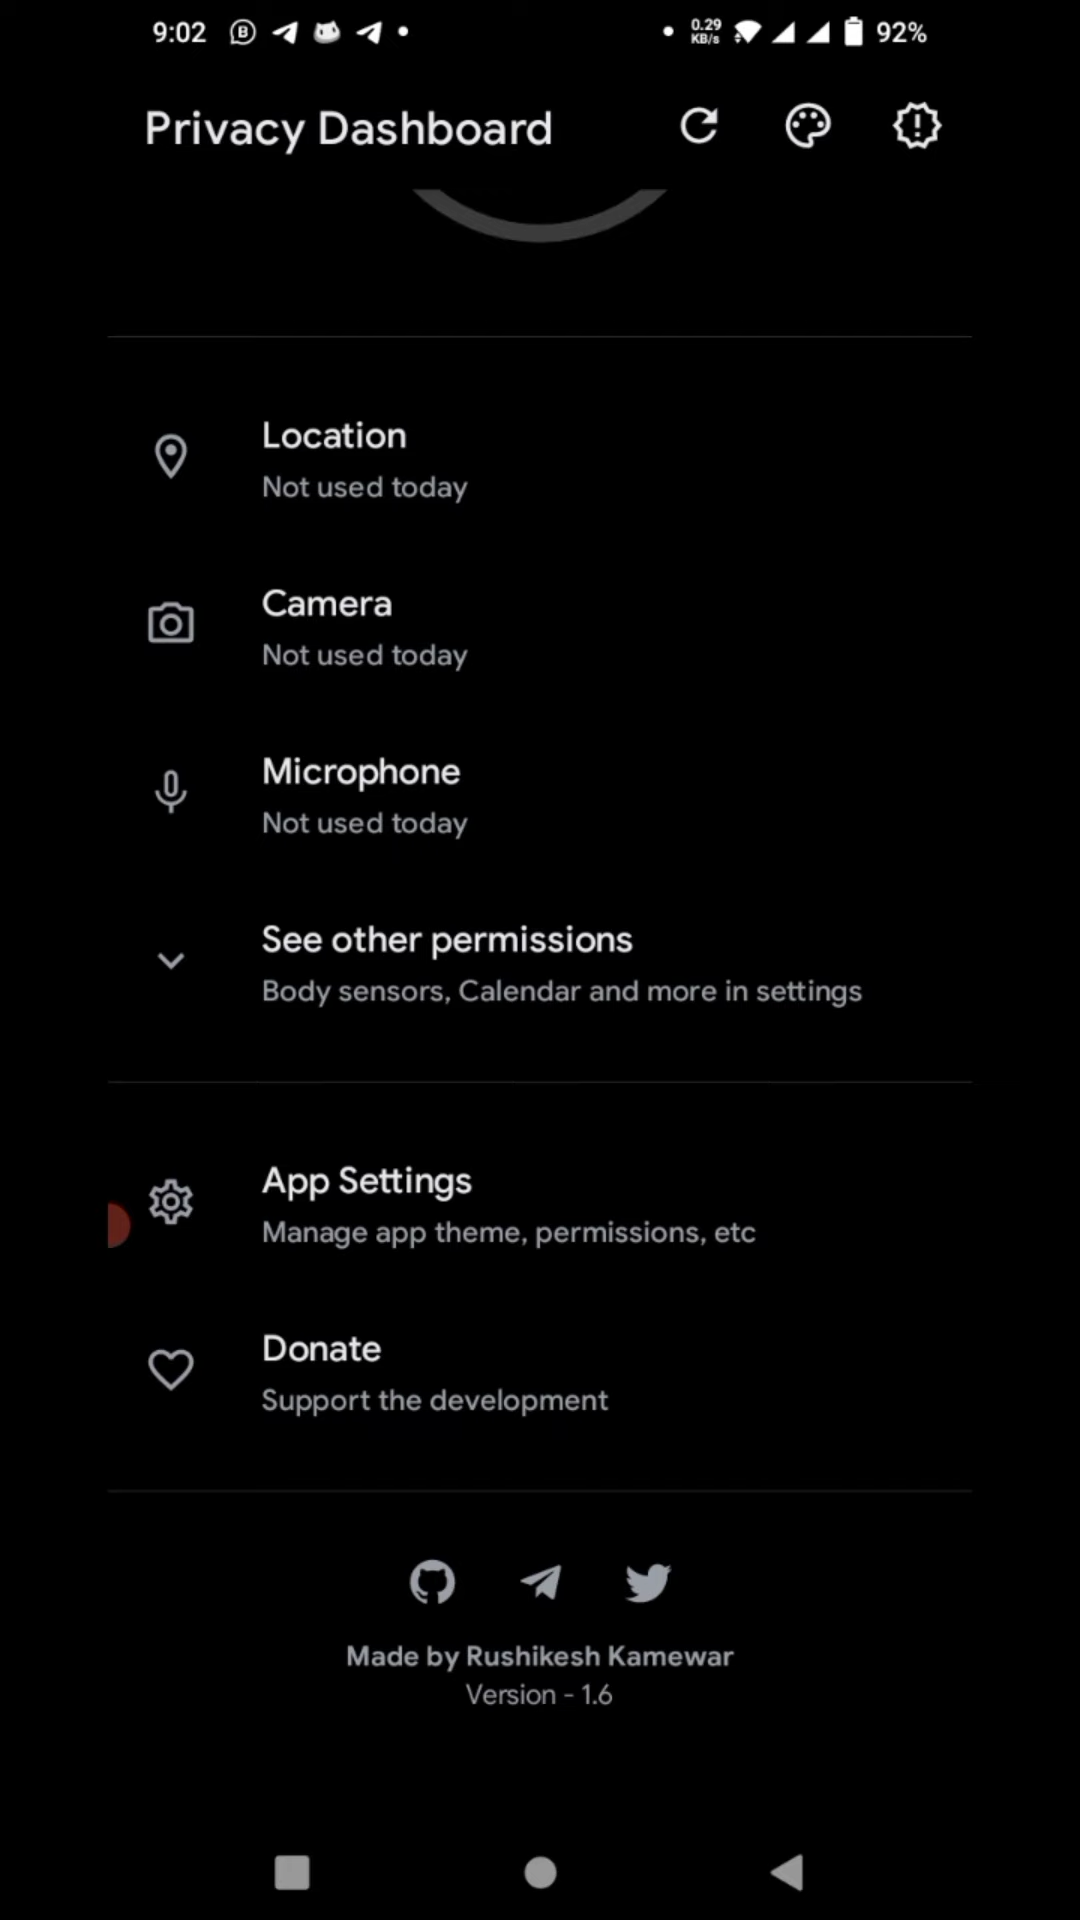 9:02
0.29
KB/s
92%
Privacy Dashboard
Location
Not used today
Camera
Not used today
Microphone
Not used today
See other permissions
Body sensors, Calendar and more in settings
App Settings
Manage app theme, permissions, etc
Donate
Support the development
Made by Rushikesh Kamewar
Version - 1.6